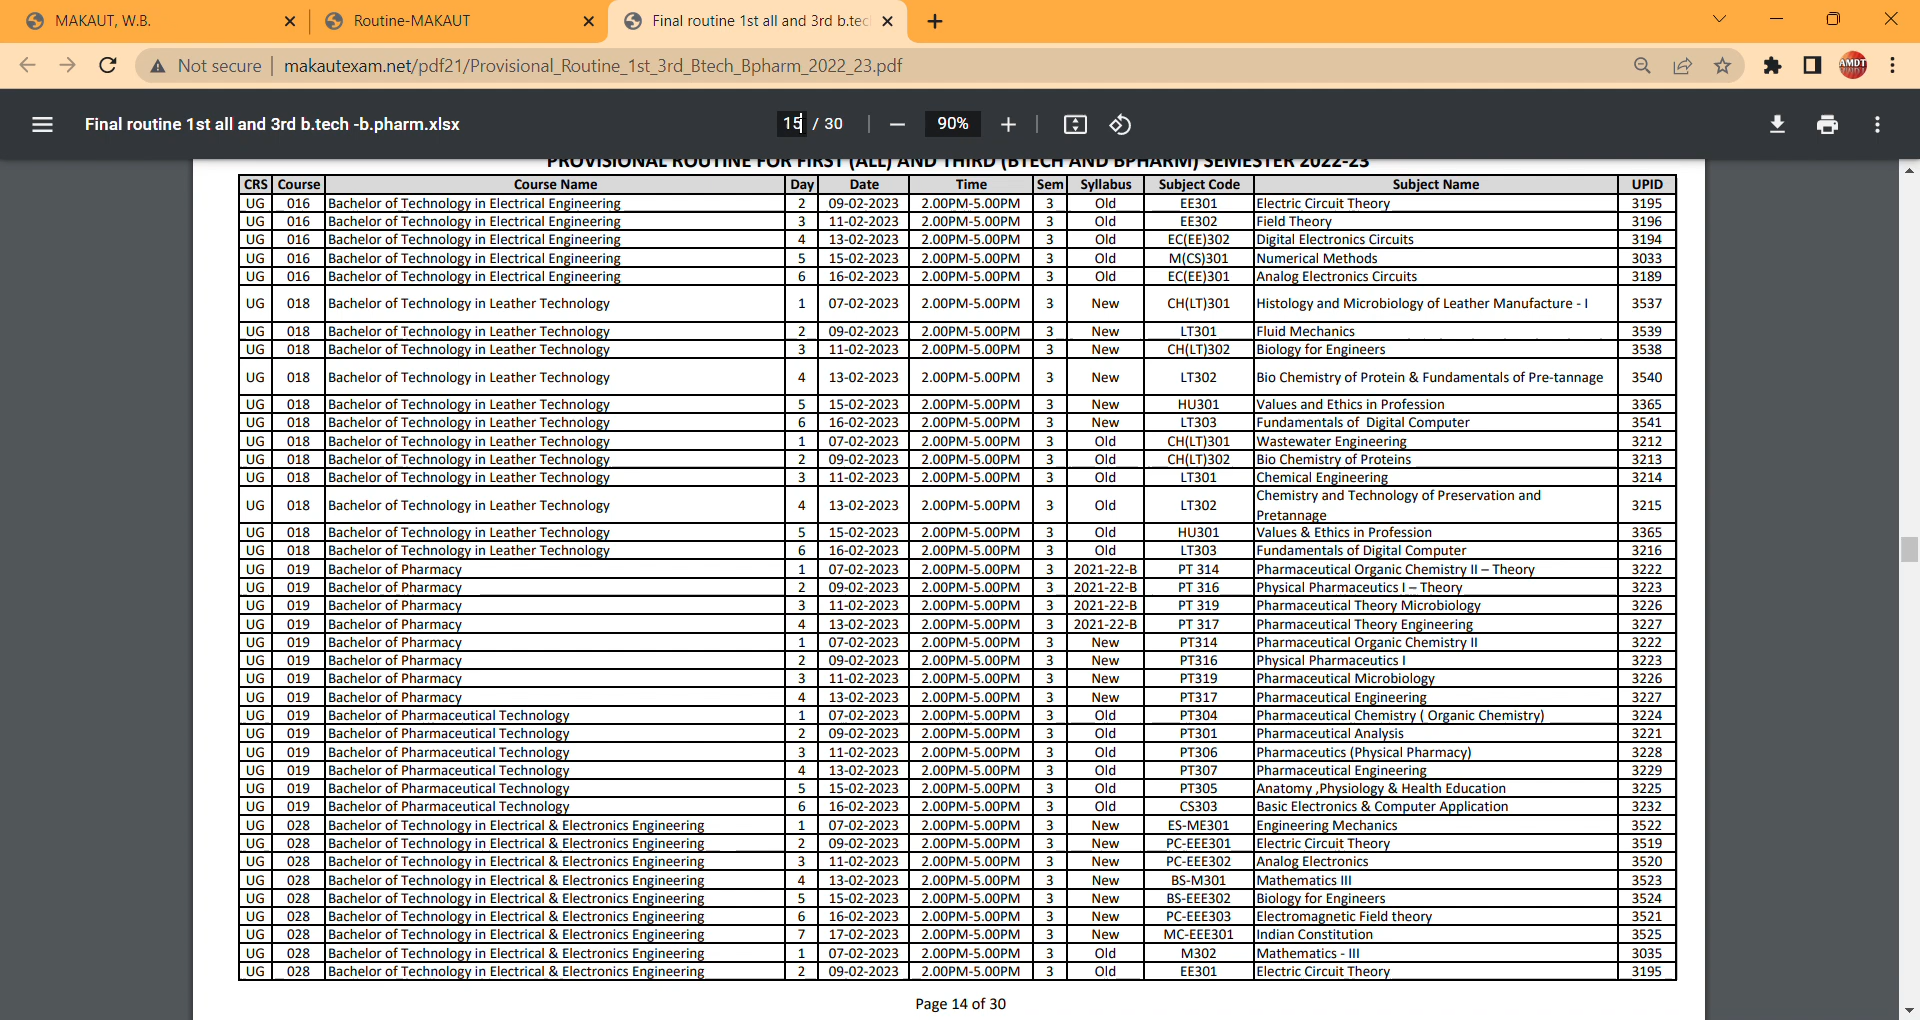 MAKAUT, W.B.
Routine-MAKAUT
Final routine 1st all and 3rd b.tec
Not secure | makautexam.net/pdf21/Provisional_Routine_1st_3rd_Btech_Bpharm_2022_23.pdf
AMDT
Final routine 1st all and 3rd b.tech -b.pharm.xlsx
15 / 30
90%
PROVISIONAL ROUTINE FOR FIRST (ALL) AND THIRD (BTECH AND BPHARM) SEMESTER 2022-23
CRS Course Course Name Day Date Time Sem Syllabus Subject Code Subject Name UPID
UG 016 Bachelor of Technology in Electrical Engineering 2 09-02-2023 2.00PM-5.00PM 3 Old EE301 Electric Circuit Theory 3195
UG 016 Bachelor of Technology in Electrical Engineering 3 11-02-2023 2.00PM-5.00PM 3 Old EE302 Field Theory 3196
UG 016 Bachelor of Technology in Electrical Engineering 4 13-02-2023 2.00PM-5.00PM 3 Old EC(EE)302 Digital Electronics Circuits 3194
UG 016 Bachelor of Technology in Electrical Engineering 5 15-02-2023 2.00PM-5.00PM 3 Old M(CS)301 Numerical Methods 3033
UG 016 Bachelor of Technology in Electrical Engineering 6 16-02-2023 2.00PM-5.00PM 3 Old EC(EE)301 Analog Electronics Circuits 3189
UG 018 Bachelor of Technology in Leather Technology 1 07-02-2023 2.00PM-5.00PM 3 New CH(LT)301 Histology and Microbiology of Leather Manufacture - I 3537
UG 018 Bachelor of Technology in Leather Technology 2 09-02-2023 2.00PM-5.00PM 3 New LT301 Fluid Mechanics 3539
UG 018 Bachelor of Technology in Leather Technology 3 11-02-2023 2.00PM-5.00PM 3 New CH(LT)302 Biology for Engineers 3538
UG 018 Bachelor of Technology in Leather Technology 4 13-02-2023 2.00PM-5.00PM 3 New LT302 Bio Chemistry of Protein & Fundamentals of Pre-tannage 3540
UG 018 Bachelor of Technology in Leather Technology 5 15-02-2023 2.00PM-5.00PM 3 New HU301 Values and Ethics in Profession 3365
UG 018 Bachelor of Technology in Leather Technology 6 16-02-2023 2.00PM-5.00PM 3 New LT303 Fundamentals of Digital Computer 3541
UG 018 Bachelor of Technology in Leather Technology 1 07-02-2023 2.00PM-5.00PM 3 Old CH(LT)301 Wastewater Engineering 3212
UG 018 Bachelor of Technology in Leather Technology 2 09-02-2023 2.00PM-5.00PM 3 Old CH(LT)302 Bio Chemistry of Proteins 3213
UG 018 Bachelor of Technology in Leather Technology 3 11-02-2023 2.00PM-5.00PM 3 Old LT301 Chemical Engineering 3214
UG 018 Bachelor of Technology in Leather Technology 4 13-02-2023 2.00PM-5.00PM 3 Old LT302 Chemistry and Technology of Preservation and
Pretannage 3215
UG 018 Bachelor of Technology in Leather Technology 5 15-02-2023 2.00PM-5.00PM 3 Old HU301 Values & Ethics in Profession 3365
UG 018 Bachelor of Technology in Leather Technology 6 16-02-2023 2.00PM-5.00PM 3 Old LT303 Fundamentals of Digital Computer 3216
UG 019 Bachelor of Pharmacy 1 07-02-2023 2.00PM-5.00PM 3 2021-22-B PT 314 Pharmaceutical Organic Chemistry II – Theory 3222
UG 019 Bachelor of Pharmacy 2 09-02-2023 2.00PM-5.00PM 3 2021-22-B PT 316 Physical Pharmaceutics I – Theory 3223
UG 019 Bachelor of Pharmacy 3 11-02-2023 2.00PM-5.00PM 3 2021-22-B PT 319 Pharmaceutical Theory Microbiology 3226
UG 019 Bachelor of Pharmacy 4 13-02-2023 2.00PM-5.00PM 3 2021-22-B PT 317 Pharmaceutical Theory Engineering 3227
UG 019 Bachelor of Pharmacy 1 07-02-2023 2.00PM-5.00PM 3 New PT314 Pharmaceutical Organic Chemistry II 3222
UG 019 Bachelor of Pharmacy 2 09-02-2023 2.00PM-5.00PM 3 New PT316 Physical Pharmaceutics I 3223
UG 019 Bachelor of Pharmacy 3 11-02-2023 2.00PM-5.00PM 3 New PT319 Pharmaceutical Microbiology 3226
UG 019 Bachelor of Pharmacy 4 13-02-2023 2.00PM-5.00PM 3 New PT317 Pharmaceutical Engineering 3227
UG 019 Bachelor of Pharmaceutical Technology 1 07-02-2023 2.00PM-5.00PM 3 Old PT304 Pharmaceutical Chemistry ( Organic Chemistry) 3224
UG 019 Bachelor of Pharmaceutical Technology 2 09-02-2023 2.00PM-5.00PM 3 Old PT301 Pharmaceutical Analysis 3221
UG 019 Bachelor of Pharmaceutical Technology 3 11-02-2023 2.00PM-5.00PM 3 Old PT306 Pharmaceutics (Physical Pharmacy) 3228
UG 019 Bachelor of Pharmaceutical Technology 4 13-02-2023 2.00PM-5.00PM 3 Old PT307 Pharmaceutical Engineering 3229
UG 019 Bachelor of Pharmaceutical Technology 5 15-02-2023 2.00PM-5.00PM 3 Old PT305 Anatomy ,Physiology & Health Education 3225
UG 019 Bachelor of Pharmaceutical Technology 6 16-02-2023 2.00PM-5.00PM 3 Old CS303 Basic Electronics & Computer Application 3232
UG 028 Bachelor of Technology in Electrical & Electronics Engineering 1 07-02-2023 2.00PM-5.00PM 3 New ES-ME301 Engineering Mechanics 3522
UG 028 Bachelor of Technology in Electrical & Electronics Engineering 2 09-02-2023 2.00PM-5.00PM 3 New PC-EEE301 Electric Circuit Theory 3519
UG 028 Bachelor of Technology in Electrical & Electronics Engineering 3 11-02-2023 2.00PM-5.00PM 3 New PC-EEE302 Analog Electronics 3520
UG 028 Bachelor of Technology in Electrical & Electronics Engineering 4 13-02-2023 2.00PM-5.00PM 3 New BS-M301 Mathematics III 3523
UG 028 Bachelor of Technology in Electrical & Electronics Engineering 5 15-02-2023 2.00PM-5.00PM 3 New BS-EEE302 Biology for Engineers 3524
UG 028 Bachelor of Technology in Electrical & Electronics Engineering 6 16-02-2023 2.00PM-5.00PM 3 New PC-EEE303 Electromagnetic Field theory 3521
UG 028 Bachelor of Technology in Electrical & Electronics Engineering 7 17-02-2023 2.00PM-5.00PM 3 New MC-EEE301 Indian Constitution 3525
UG 028 Bachelor of Technology in Electrical & Electronics Engineering 1 07-02-2023 2.00PM-5.00PM 3 Old M302 Mathematics - III 3035
UG 028 Bachelor of Technology in Electrical & Electronics Engineering 2 09-02-2023 2.00PM-5.00PM 3 Old EE301 Electric Circuit Theory 3195
Page 14 of 30